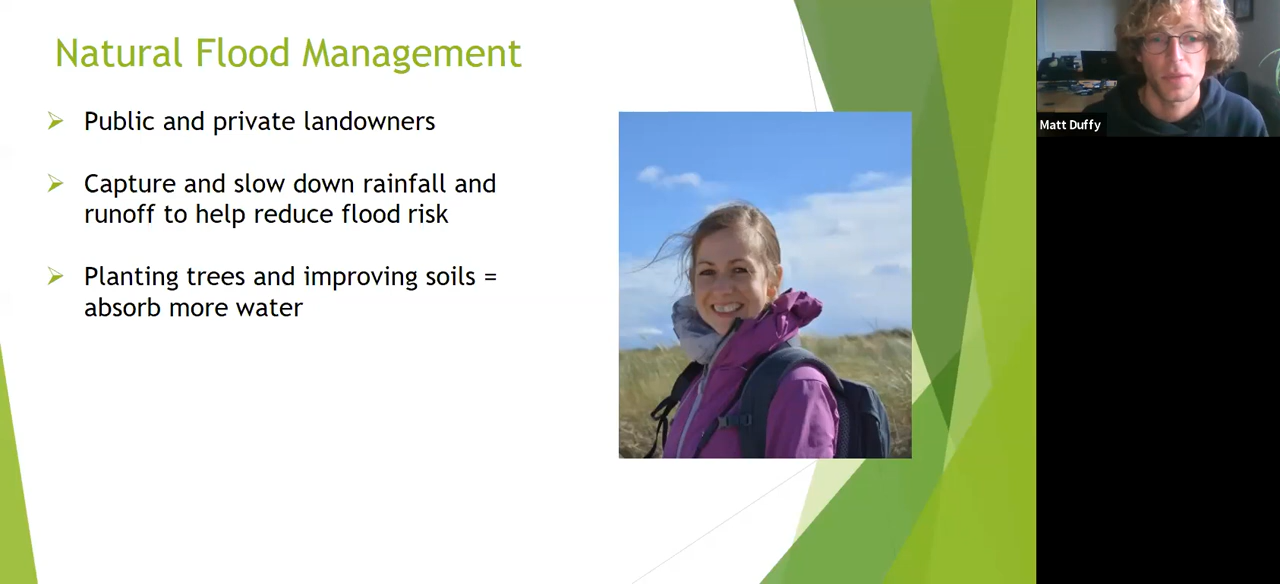 Natural Flood Management
Public and private landowners
Capture and slow down rainfall and
runoff to help reduce flood risk
Planting trees and improving soils =
absorb more water
Matt Duffy